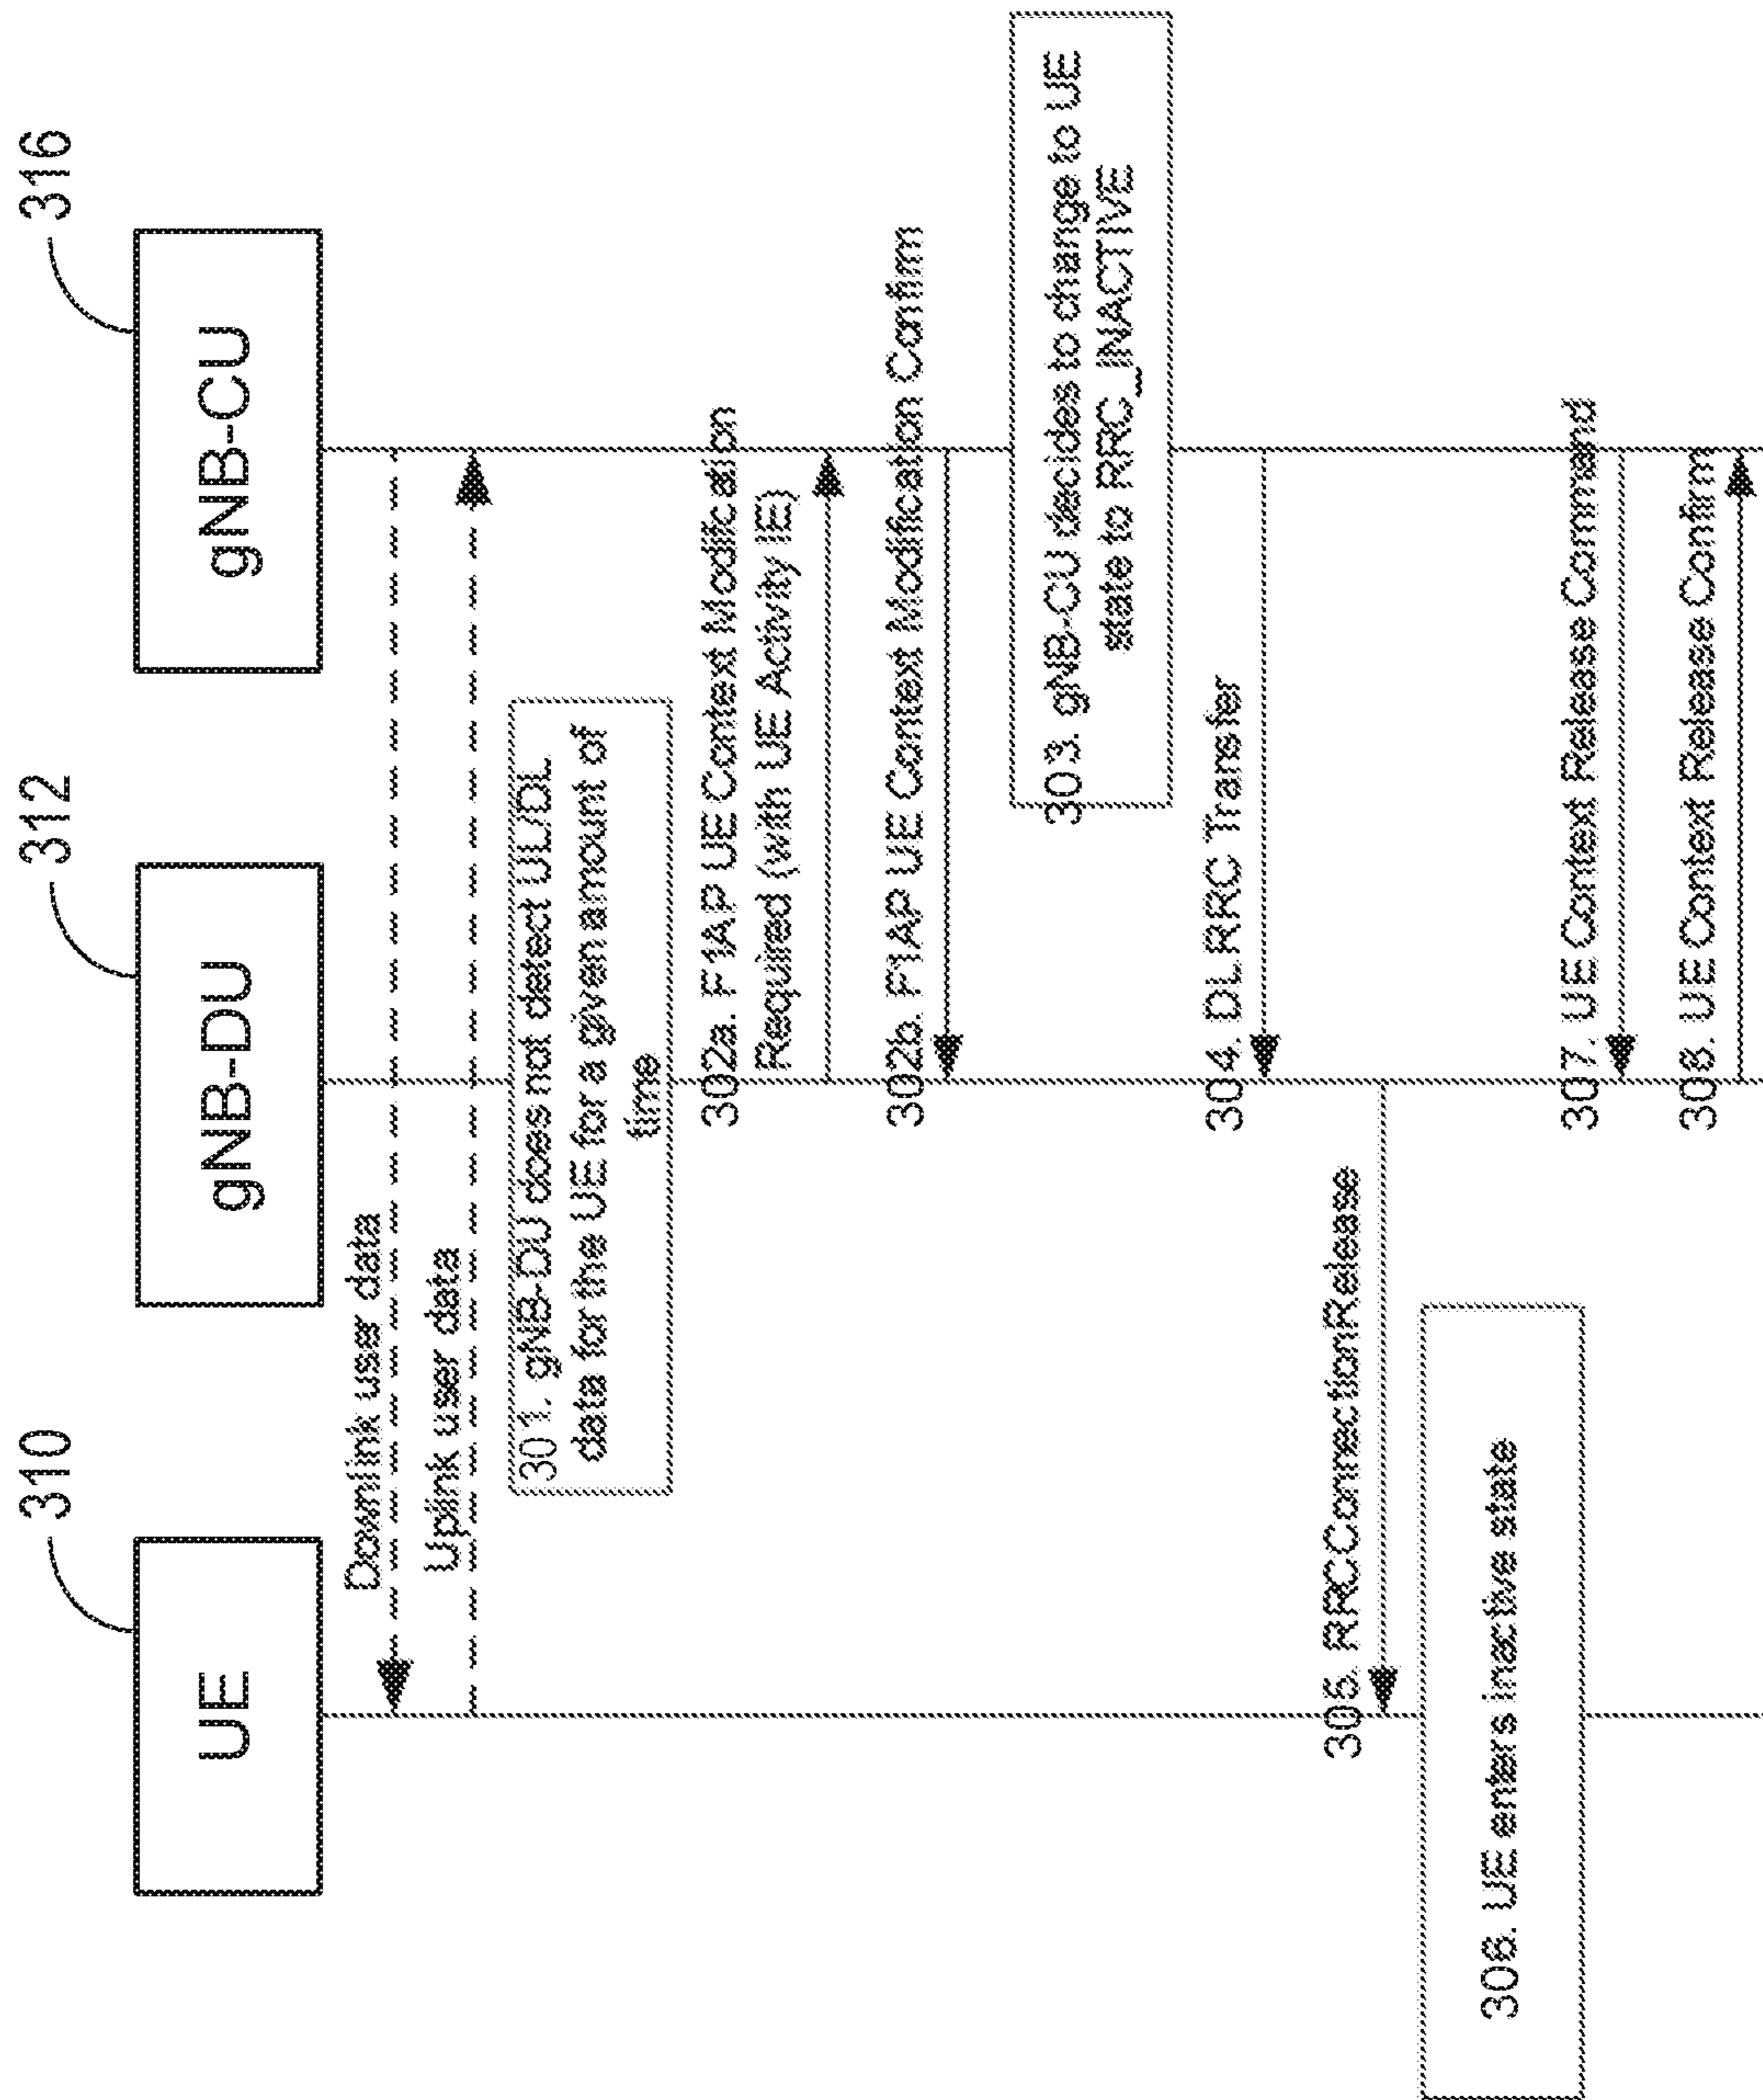 310
312
316
UE
gNB-DU
gNB-CU
Downlink user data
Uplink user data
301. gNB-DU does not detect UL/DL
data for the UE for a given amount of
time
302a. F1AP UE Context Modification
Required (with UE Activity IE)
302b. F1AP UE Context Modification Confirm
303. gNB-CU decides to change to UE
state to RRC_INACTIVE
304. DLRRC Transfer
305. RRCConnectionRelease
306. UE enters inactive state
307. UE Context Release Command
308. UE Context Release Confirm